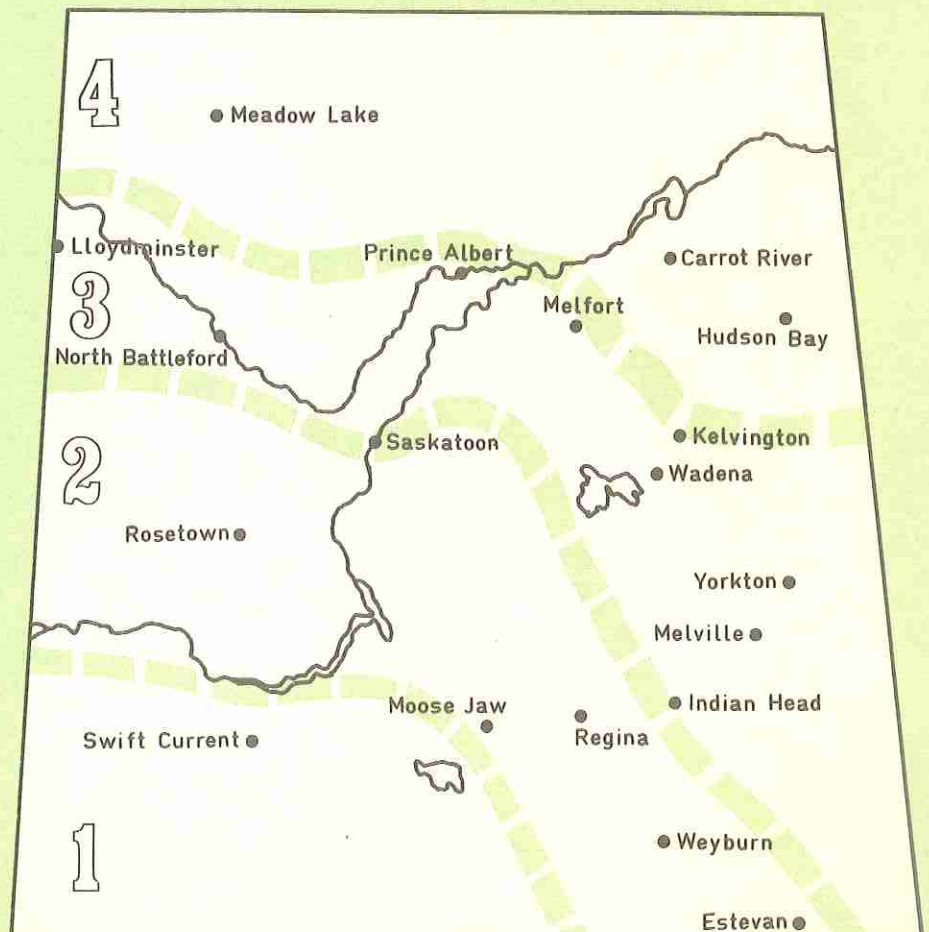 4
Meadow Lake
Lloydminster
Prince Albert
Carrot River
3
Melfort
Hudson Bay
North Battleford
Saskatoon
Kelvington
2
Wadena
Rosetown
Yorkton
Melville
Moose Jaw
Indian Head
Swift Current
Regina
1
Weyburn
Estevan